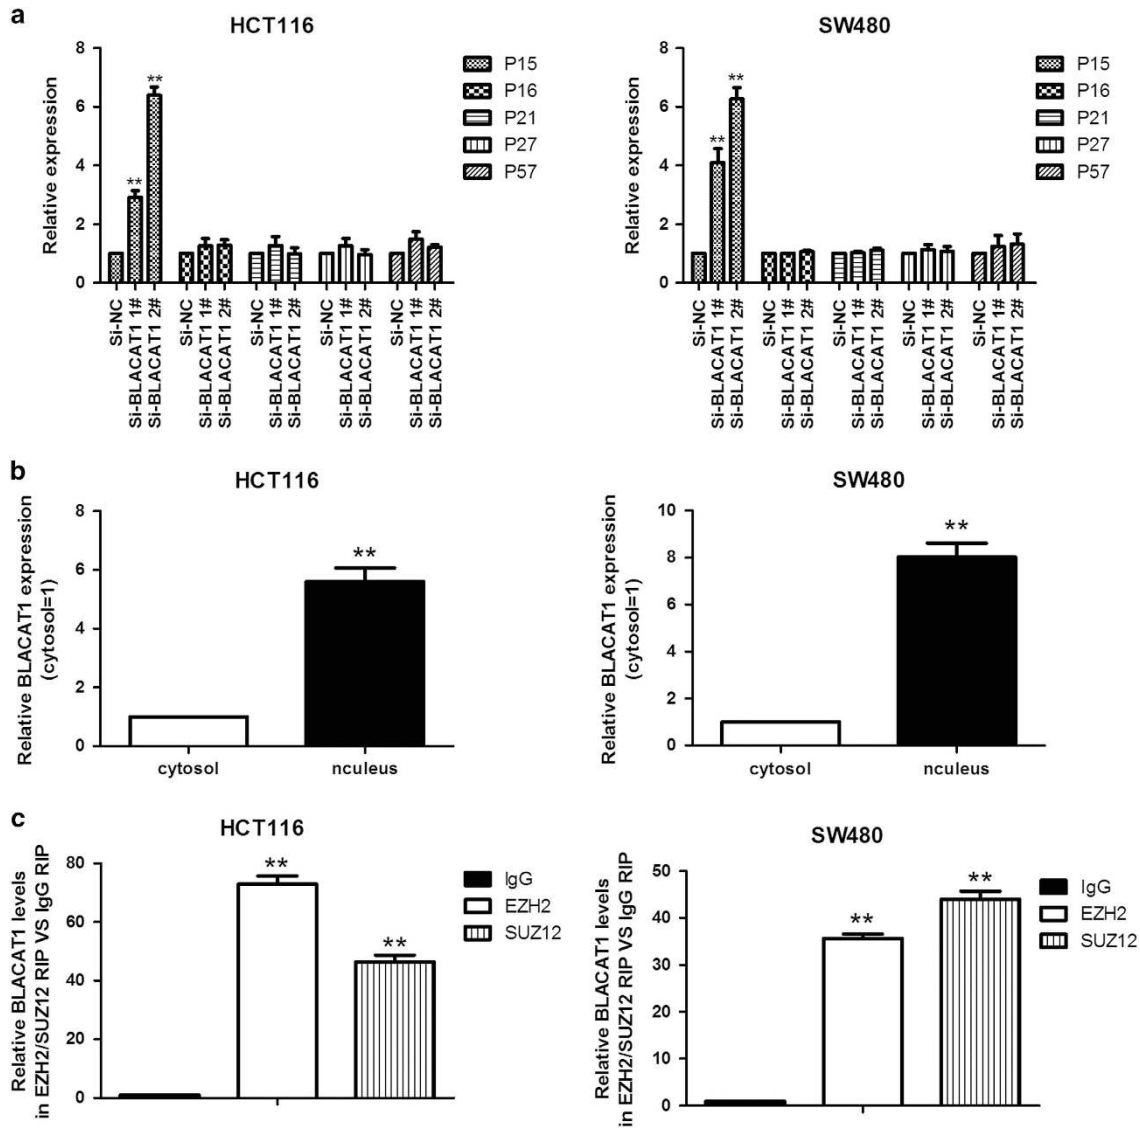 a
HCT116
Relative expression
8
6
4
2
0
**
**
Si-NC
Si-BLACAT1 1#
Si-BLACAT1 2#
Si-NC
Si-BLACAT1 1#
Si-BLACAT1 2#
Si-NC
Si-BLACAT1 1#
Si-BLACAT1 2#
Si-NC
Si-BLACAT1 1#
Si-BLACAT1 2#
Si-NC
Si-BLACAT1 1#
Si-BLACAT1 2#
P15
P16
P21
P27
P57
SW480
Relative expression
8
6
4
2
0
**
**
Si-NC
Si-BLACAT1 1#
Si-BLACAT1 2#
Si-NC
Si-BLACAT1 1#
Si-BLACAT1 2#
Si-NC
Si-BLACAT1 1#
Si-BLACAT1 2#
Si-NC
Si-BLACAT1 1#
Si-BLACAT1 2#
Si-NC
Si-BLACAT1 1#
Si-BLACAT1 2#
P15
P16
P21
P27
P57
b
HCT116
Relative BLACAT1 expression
(cytosol=1)
8
6
4
2
0
**
cytosol
nculeus
SW480
Relative BLACAT1 expression
(cytosol=1)
10
8
6
4
2
0
**
cytosol
nculeus
c
HCT116
Relative BLACAT1 levels
in EZH2/SUZ12 RIP VS IgG RIP
80
60
40
20
0
**
**
IgG
EZH2
SUZ12
SW480
Relative BLACAT1 levels
in EZH2/SUZ12 RIP VS IgG RIP
50
40
30
20
10
0
**
**
IgG
EZH2
SUZ12